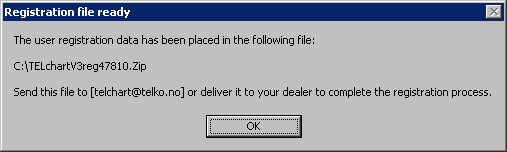 Registration file ready
The user registration data has been placed in the following file:
C:\TELchartV3reg47810.Zip
Send this file to [telchart@telko.no] or deliver it to your dealer to complete the registration process.
OK